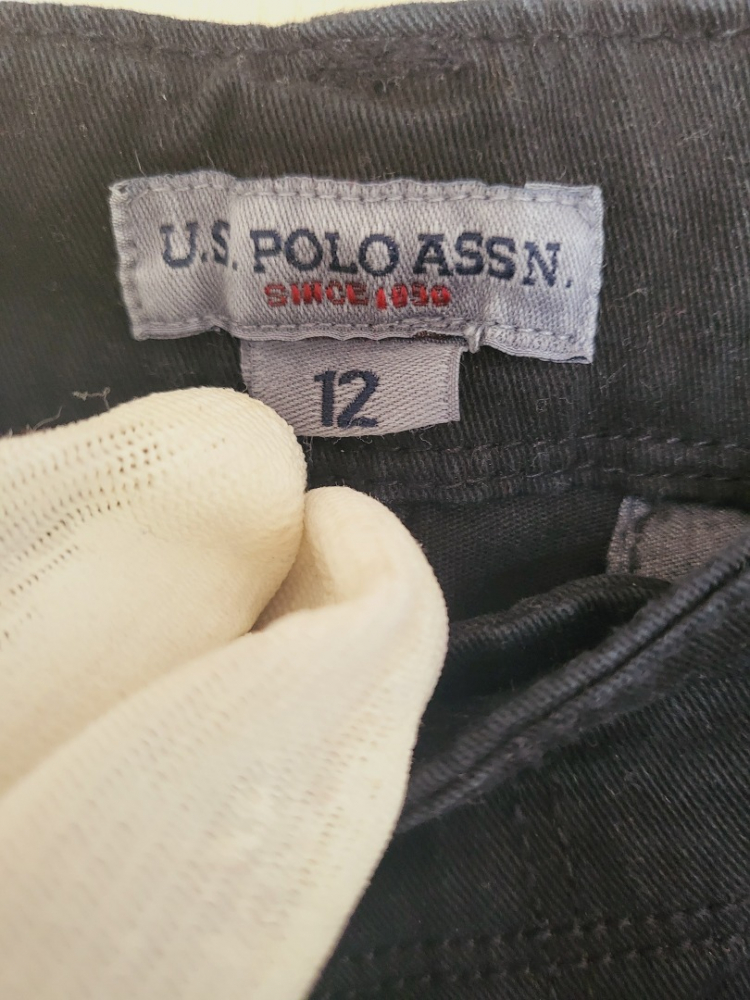 U.S. POLO ASSN.
SINCE 1890
12